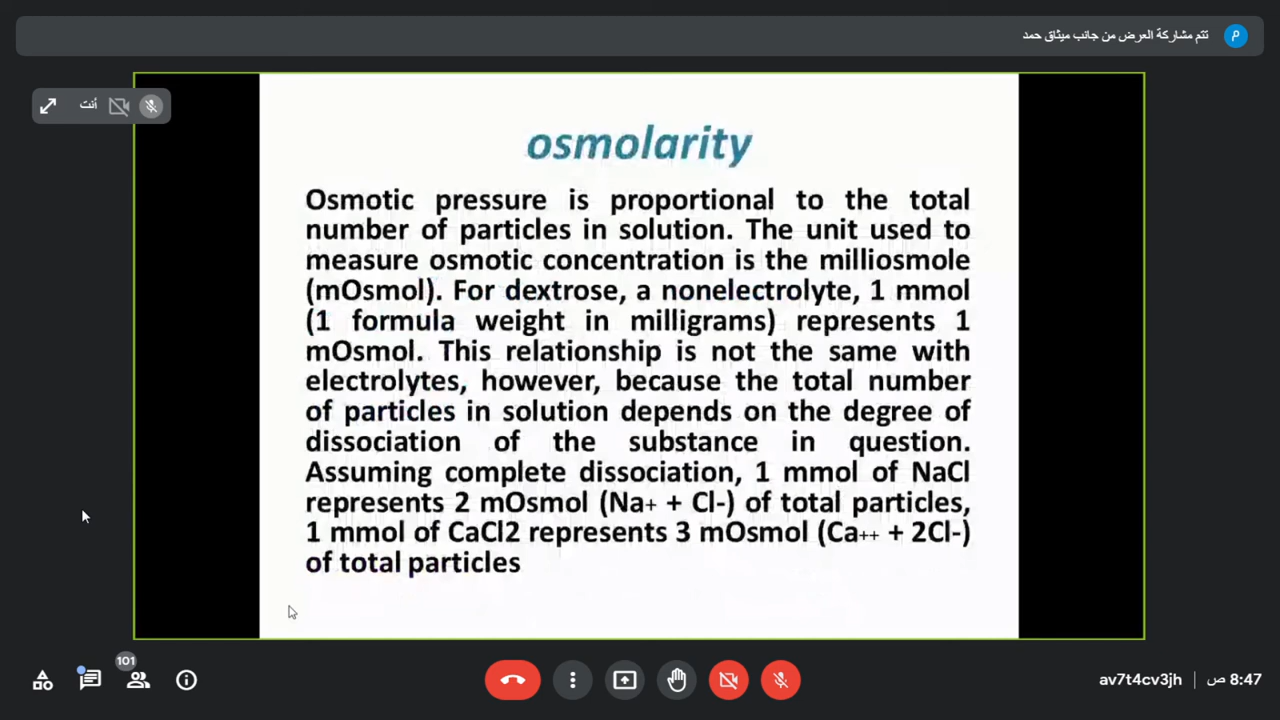 تتم مشاركة العرض من جانب ميثاق حمد
م
أنت
osmolarity
Osmotic pressure is proportional to the total
number of particles in solution. The unit used to
measure osmotic concentration is the milliosmole
(mOsmol). For dextrose, a nonelectrolyte, 1 mmol
(1 formula weight in milligrams) represents 1
mOsmol. This relationship is not the same with
electrolytes, however, because the total number
of particles in solution depends on the degree of
dissociation of the substance in question.
Assuming complete dissociation, 1 mmol of NaCl
represents 2 mOsmol (Na+ + Cl-) of total particles,
1 mmol of CaCl2 represents 3 mOsmol (Ca++ + 2Cl-)
of total particles
101
av7t4cv3jh
8:47 ص